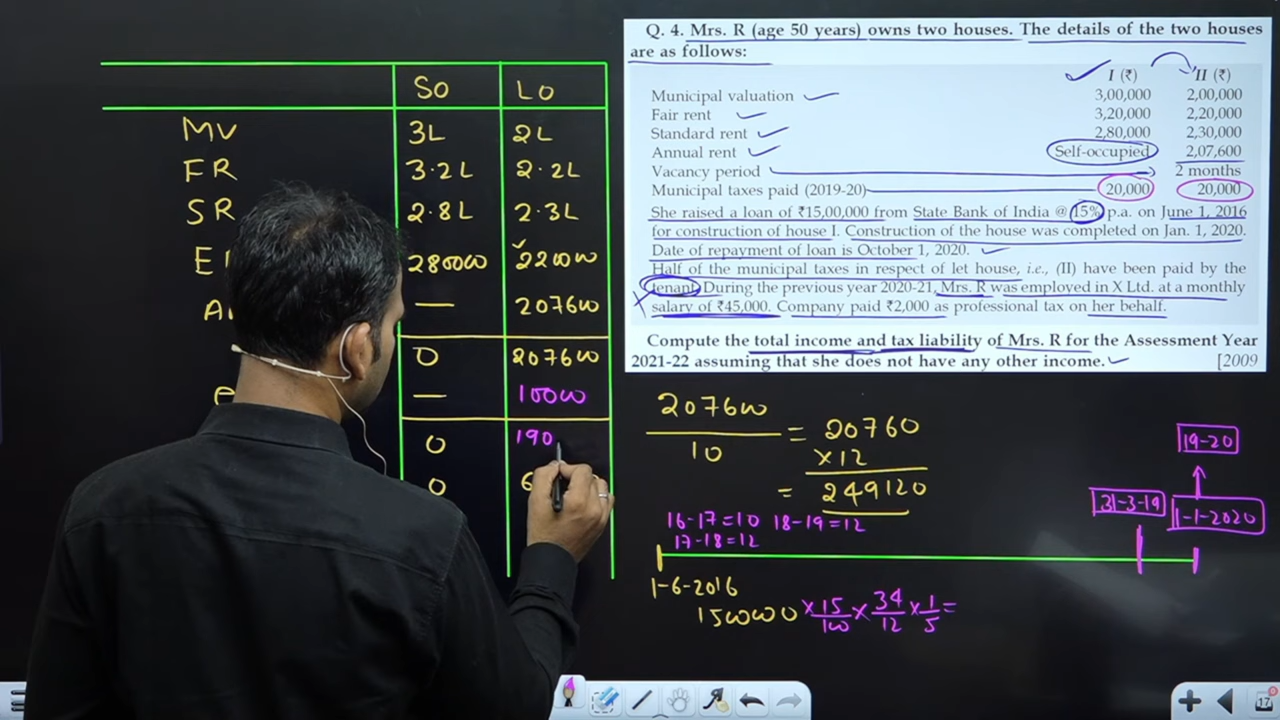 Q. 4. Mrs. R (age 50 years) owns two houses. The details of the two houses
are as follows:
I (₹) II (₹)
Municipal valuation 3,00,000 2,00,000
Fair rent 3,20,000 2,20,000
Standard rent 2,80,000 2,30,000
Annual rent Self-occupied 2,07,600
Vacancy period 2 months
Municipal taxes paid (2019-20) 20,000 20,000
She raised a loan of ₹15,00,000 from State Bank of India @ 15% p.a. on June 1, 2016
for construction of house I. Construction of the house was completed on Jan. 1, 2020.
Date of repayment of loan is October 1, 2020.
Half of the municipal taxes in respect of let house, i.e., (II) have been paid by the
tenant. During the previous year 2020-21, Mrs. R was employed in X Ltd. at a monthly
salary of ₹45,000. Company paid ₹2,000 as professional tax on her behalf.
Compute the total income and tax liability of Mrs. R for the Assessment Year
2021-22 assuming that she does not have any other income. [2009
SO LO
MV 3L 2L
FR 3.2L 2.2L
SR 2.8L 2.3L
280000 220000
— 207600
0 207600
— 10000
0 190
0 6
207600
10
= 20760
×12
= 249120
16-17=10 18-19=12
17-18=12
19-20
31-3-19
1-1-2020
1-6-2016
1500000 × 15/100 × 34/12 × 1/5 =
17